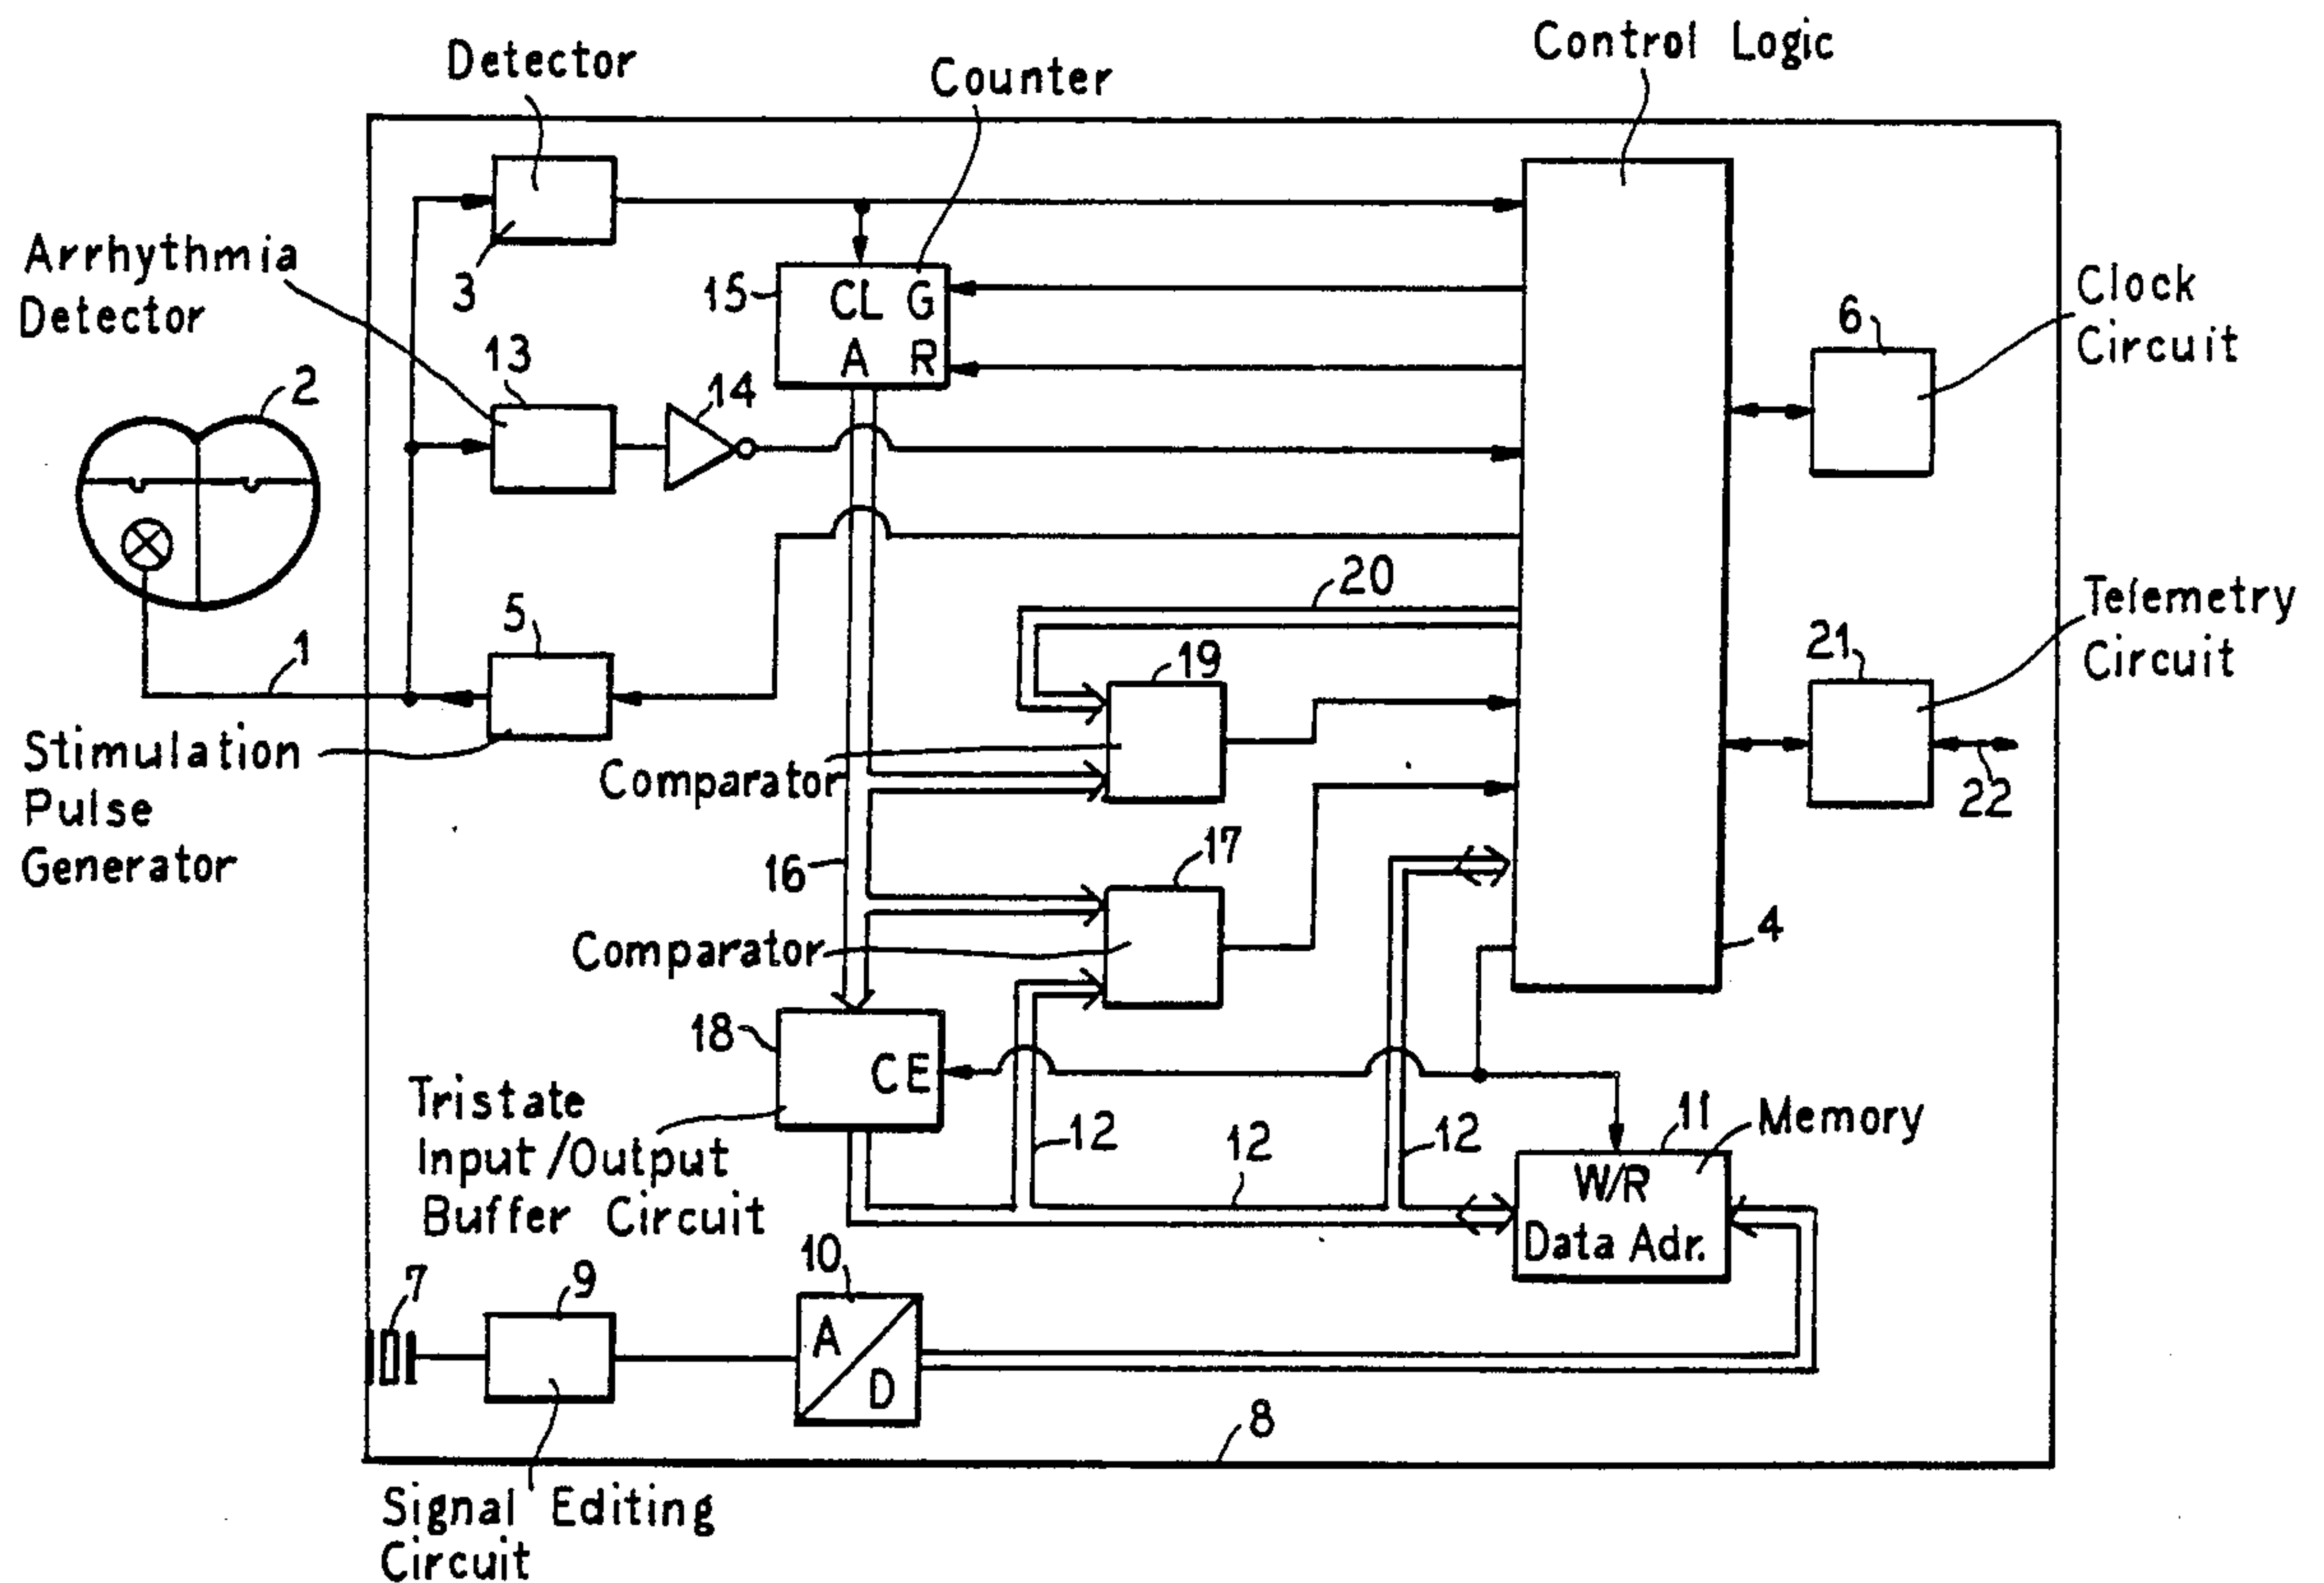 Detector
Counter
Control Logic
Arrhythmia
Detector
3
15
CL G
A R
Clock
Circuit
6
13
14
2
20
5
1
19
Telemetry
Circuit
21
Stimulation
Pulse
Generator
Comparator
22
16
17
Comparator
4
18
CE
Tristate
Input/Output
Buffer Circuit
12
12
12
11
Memory
W/R
Data Adr.
7
9
10
A
D
8
Signal Editing
Circuit